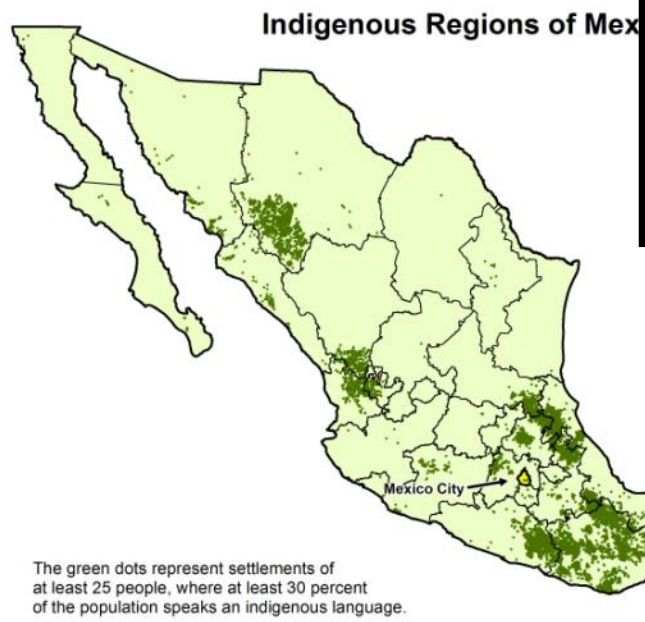 Indigenous Regions of Mex
Mexico City
The green dots represent settlements of
at least 25 people, where at least 30 percent
of the population speaks an indigenous language.